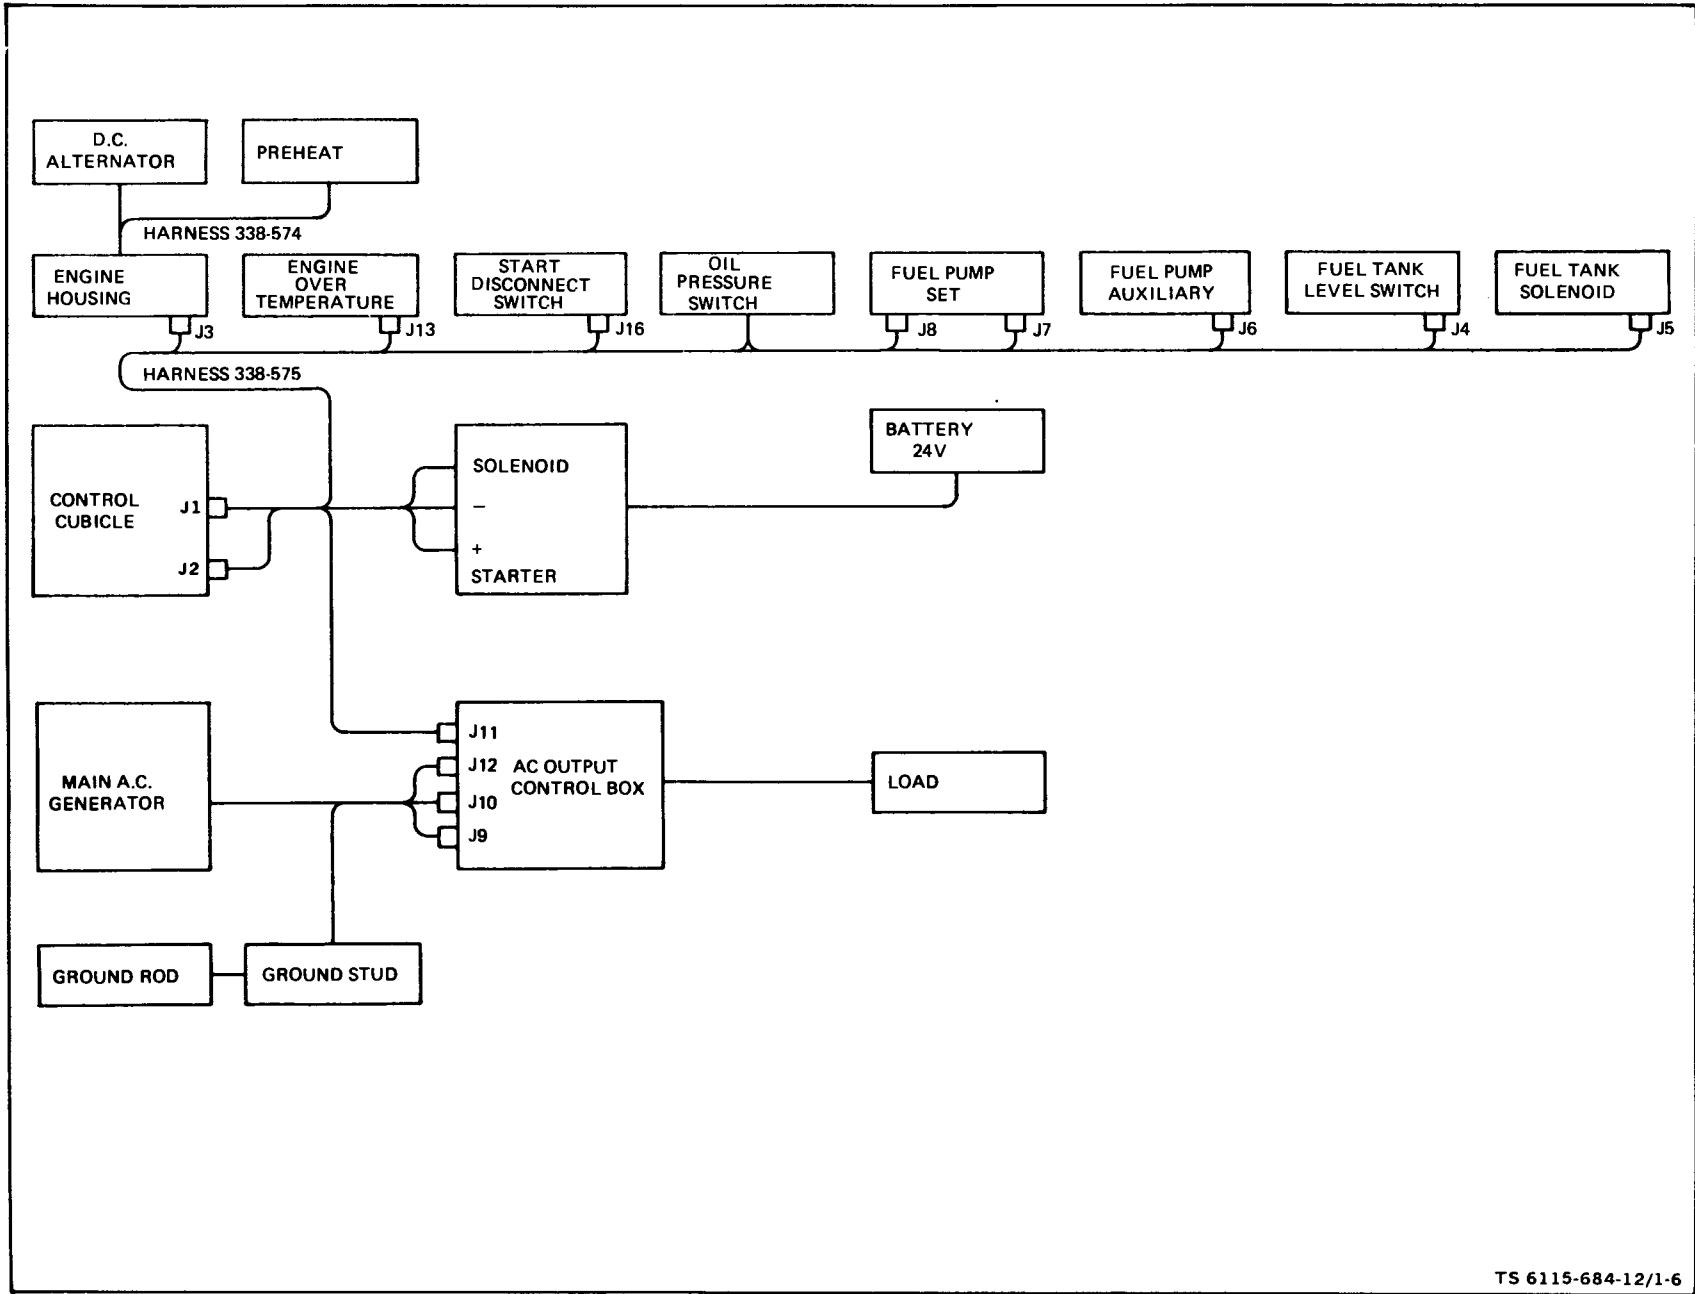 D.C.
ALTERNATOR
PREHEAT
HARNESS 338-574
ENGINE
HOUSING
J3
ENGINE
OVER
TEMPERATURE
J13
START
DISCONNECT
SWITCH
J16
OIL
PRESSURE
SWITCH
FUEL PUMP
SET
J8
J7
FUEL PUMP
AUXILIARY
J6
FUEL TANK
LEVEL SWITCH
J4
FUEL TANK
SOLENOID
J5
HARNESS 338-575
CONTROL
CUBICLE
J1
J2
SOLENOID
−
+
STARTER
BATTERY
24V
MAIN A.C.
GENERATOR
J11
J12
J10
J9
AC OUTPUT
CONTROL BOX
LOAD
GROUND ROD
GROUND STUD
TS 6115-684-12/1-6